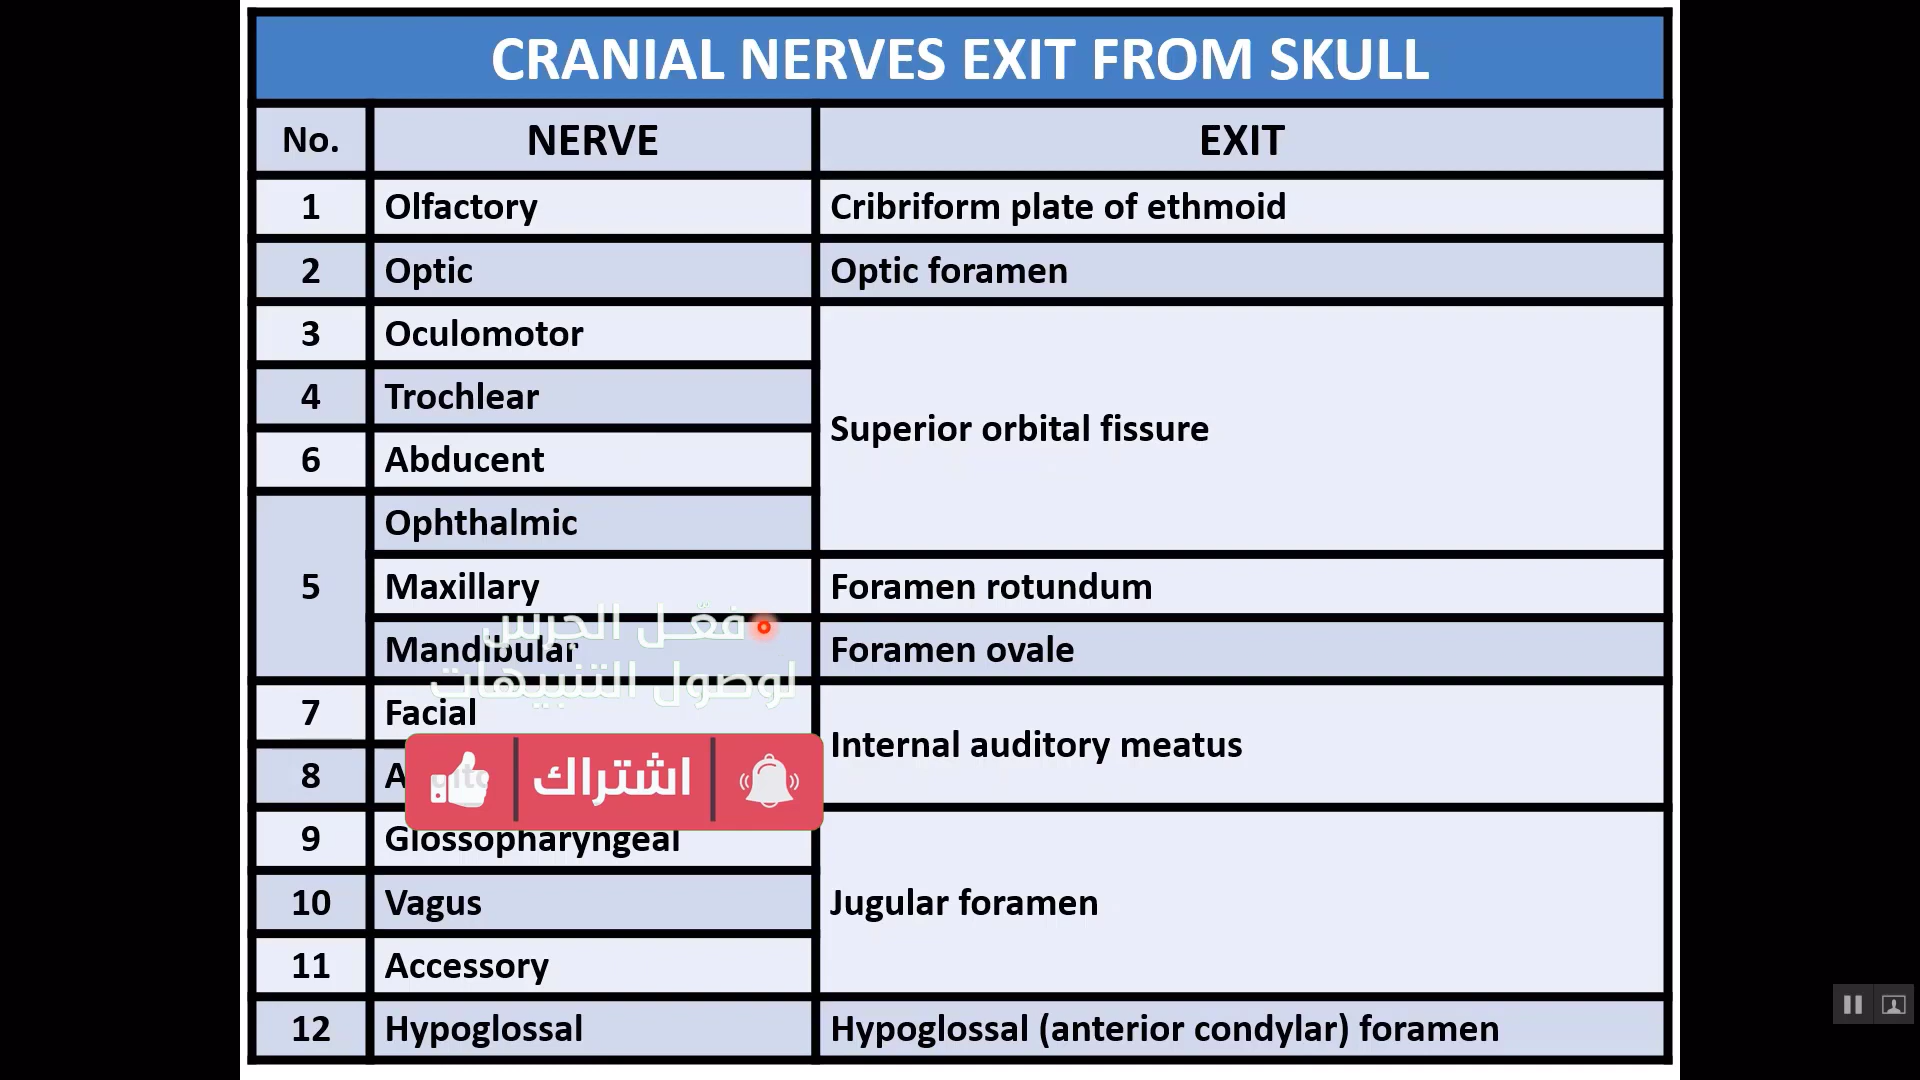 CRANIAL NERVES EXIT FROM SKULL
No. NERVE EXIT
1 Olfactory Cribriform plate of ethmoid
2 Optic Optic foramen
3 Oculomotor
4 Trochlear
Superior orbital fissure
6 Abducent
Ophthalmic
5 Maxillary Foramen rotundum
فعّل الجرس
Mandibular Foramen ovale
لوصول التنبيهات
7 Facial
Internal auditory meatus
8
اشتراك
9 Glossopharyngeal
10 Vagus Jugular foramen
11 Accessory
12 Hypoglossal Hypoglossal (anterior condylar) foramen